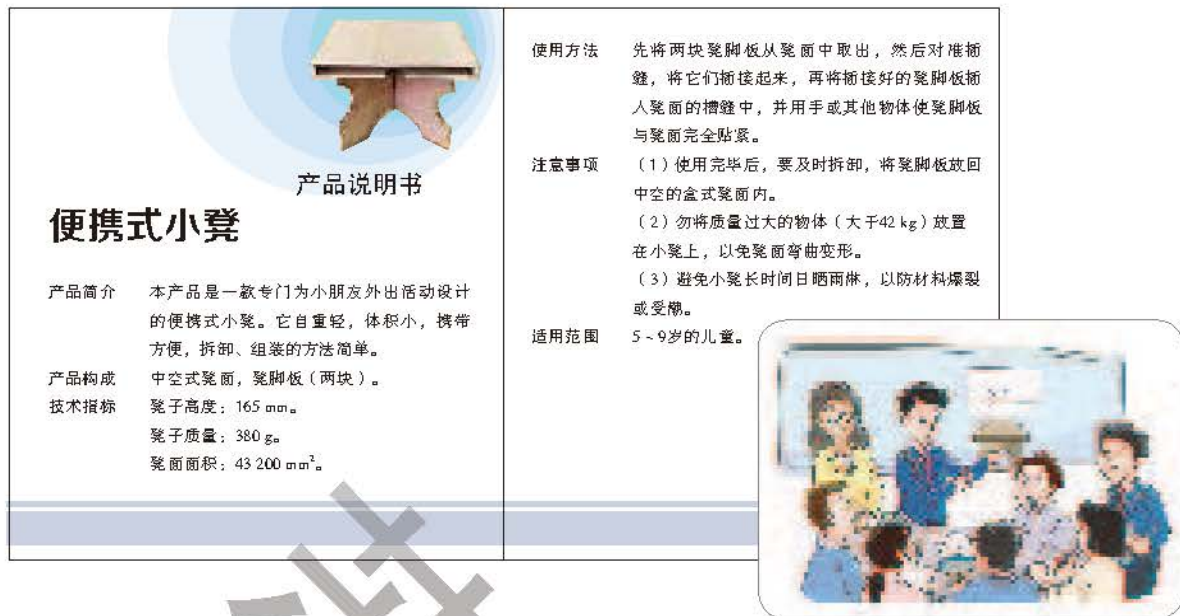 产品说明书
便携式小凳
产品简介 本产品是一款专门为小朋友外出活动设计
的便携式小凳。它自重轻，体积小，携带
方便，拆卸、组装的方法简单。
产品构成 中空式凳面，凳脚板（两块）。
技术指标 凳子高度：165 mm。
凳子质量：380 g。
凳面面积：43 200 mm²。
使用方法 先将两块凳脚板从凳面中取出，然后对准插
缝，将它们插接起来，再将插接好的凳脚板插
入凳面的槽缝中，并用手或其他物体使凳脚板
与凳面完全贴紧。
注意事项 （1）使用完毕后，要及时拆卸，将凳脚板放回
中空的盒式凳面内。
（2）勿将质量过大的物体（大于42 kg）放置
在小凳上，以免凳面弯曲变形。
（3）避免小凳长时间日晒雨淋，以防材料爆裂
或受潮。
适用范围 5～9岁的儿童。